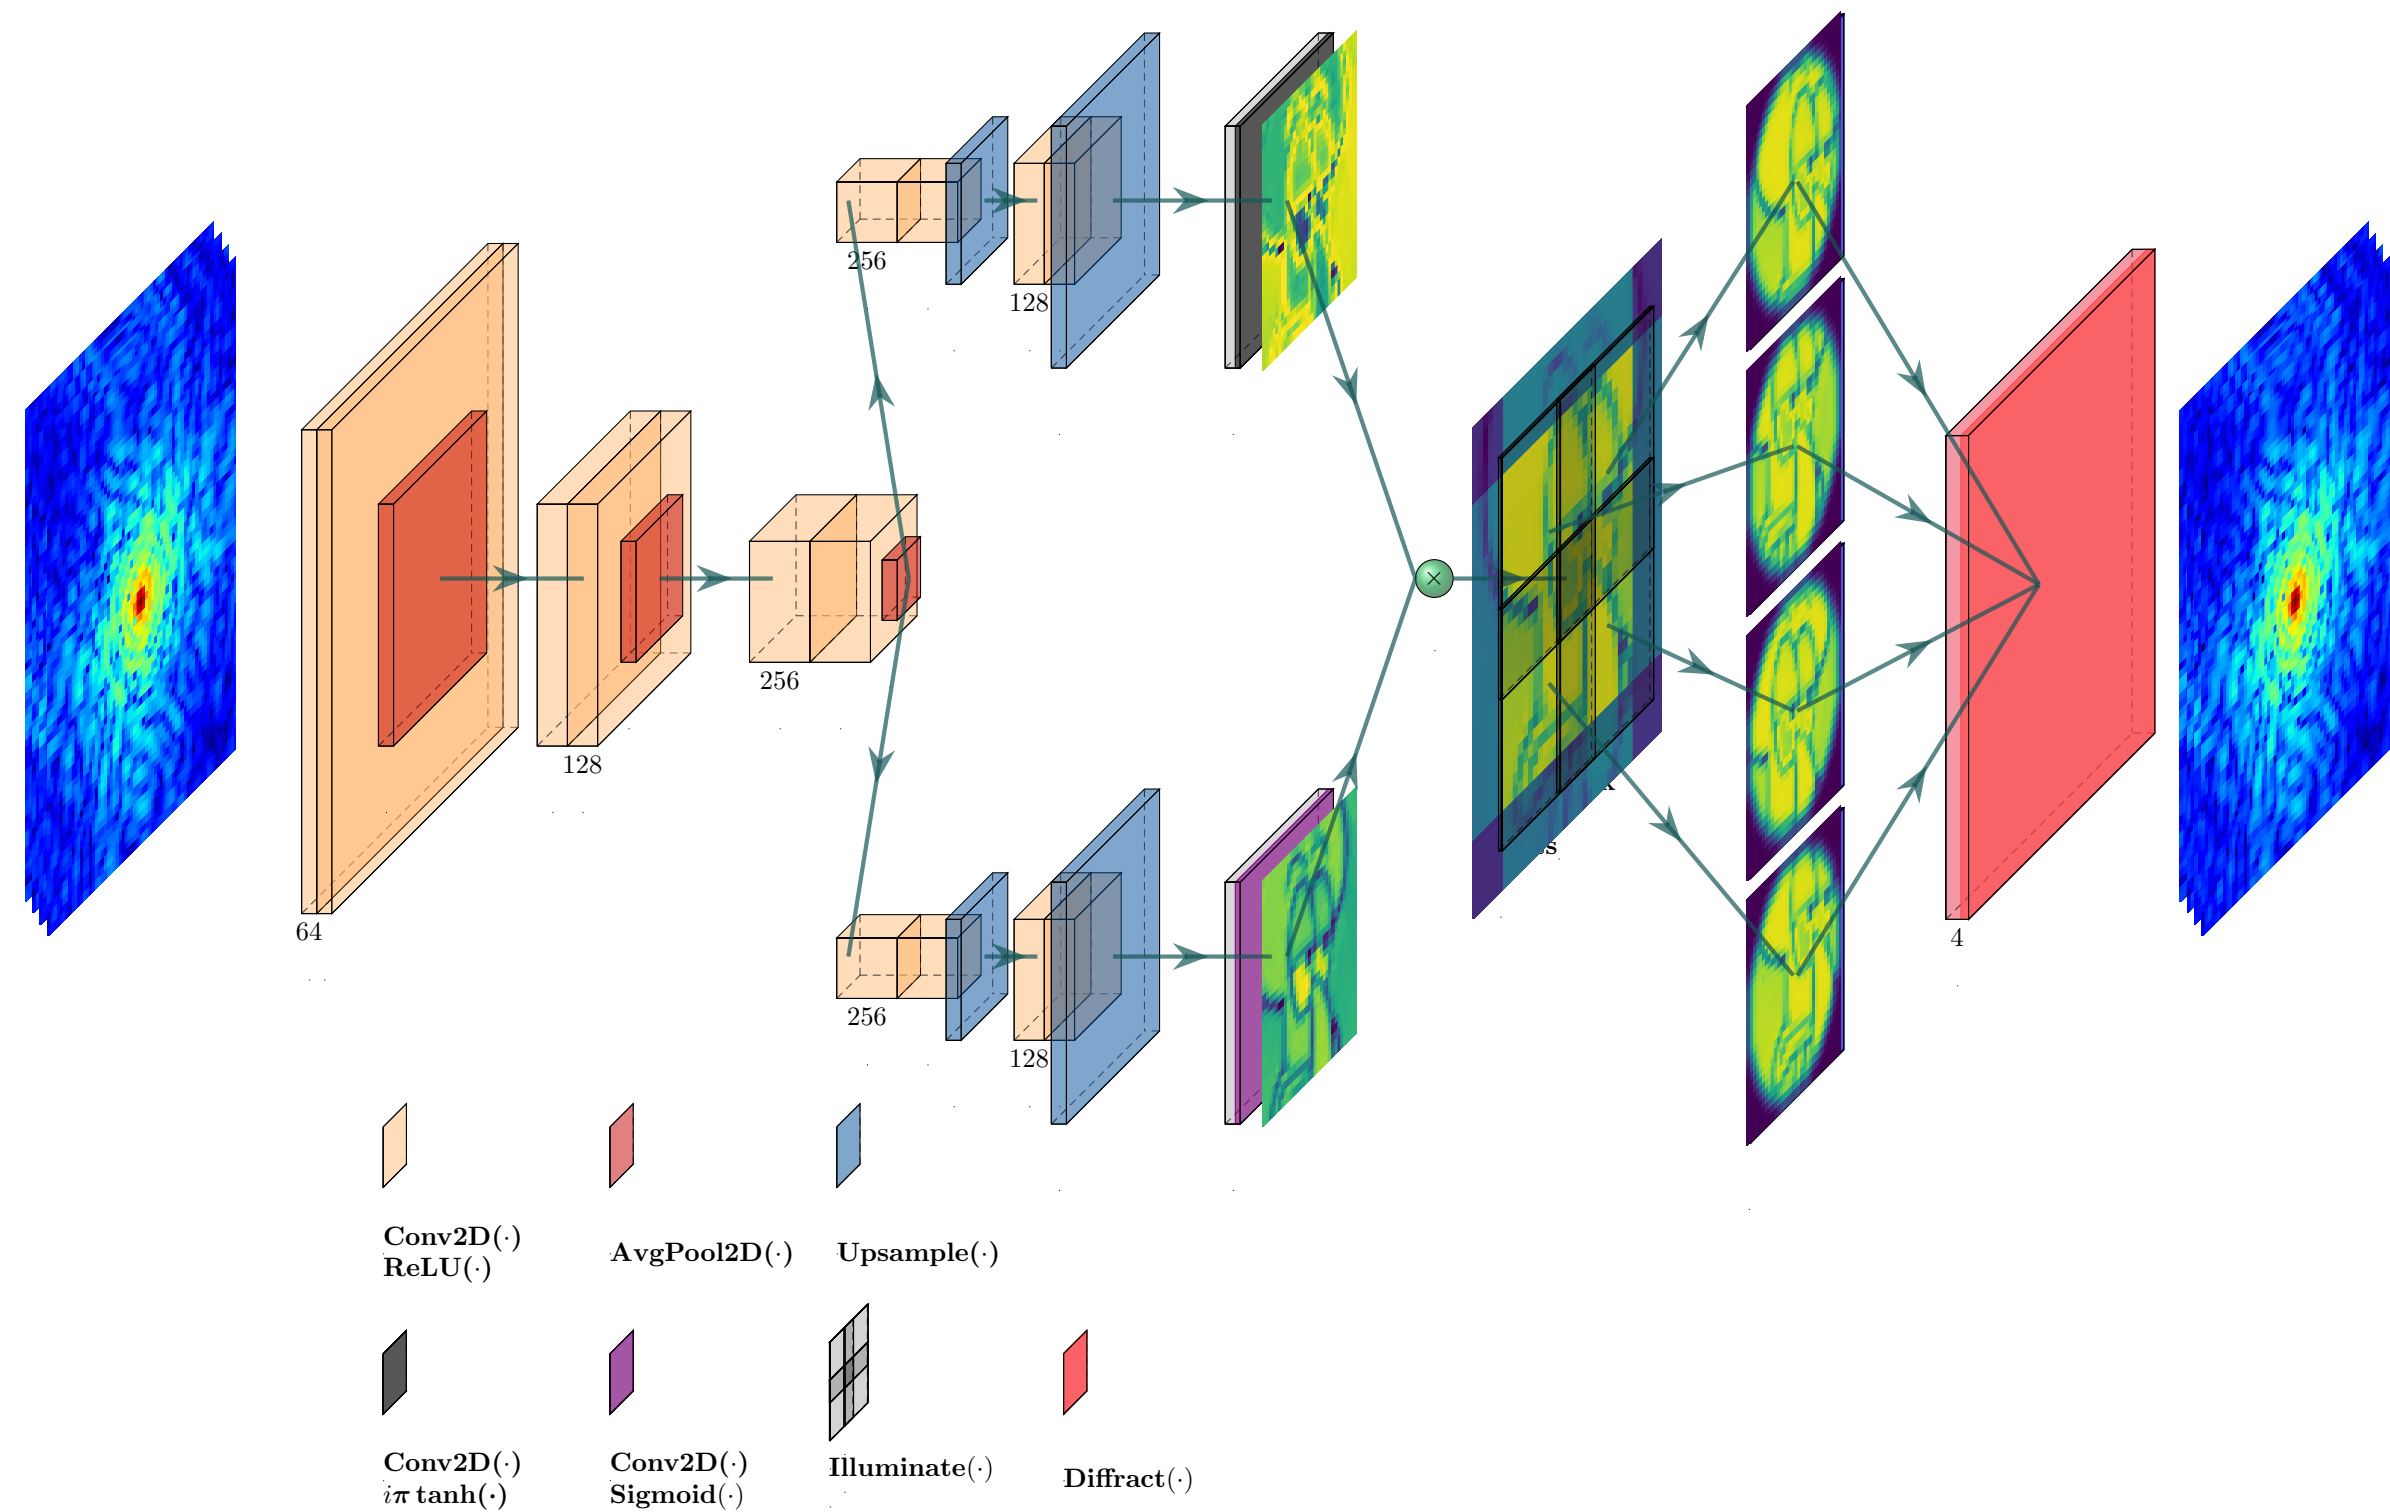 256
128
64
128
256
256
128
4
Conv2D(·)
ReLU(·)
AvgPool2D(·)
Upsample(·)
Conv2D(·)
iπ tanh(·)
Conv2D(·)
Sigmoid(·)
Illuminate(·)
Diffract(·)